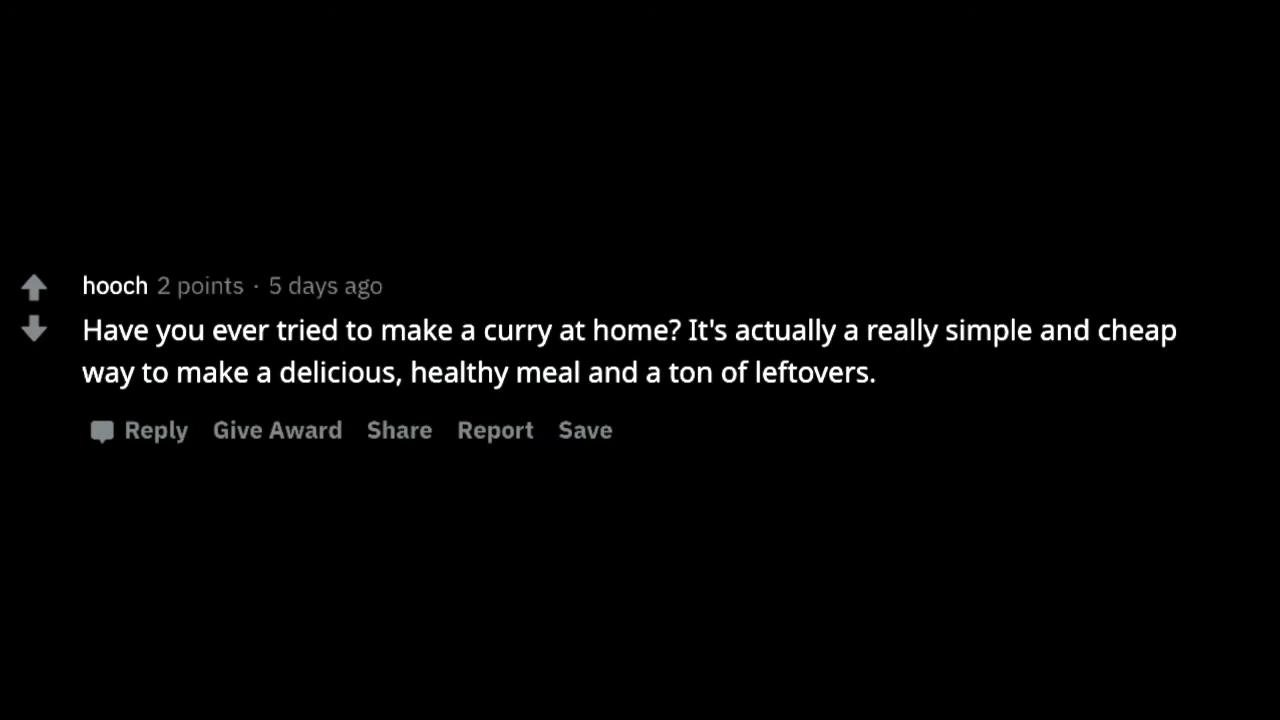 hooch 2 points · 5 days ago
Have you ever tried to make a curry at home? It's actually a really simple and cheap
way to make a delicious, healthy meal and a ton of leftovers.
Reply Give Award Share Report Save